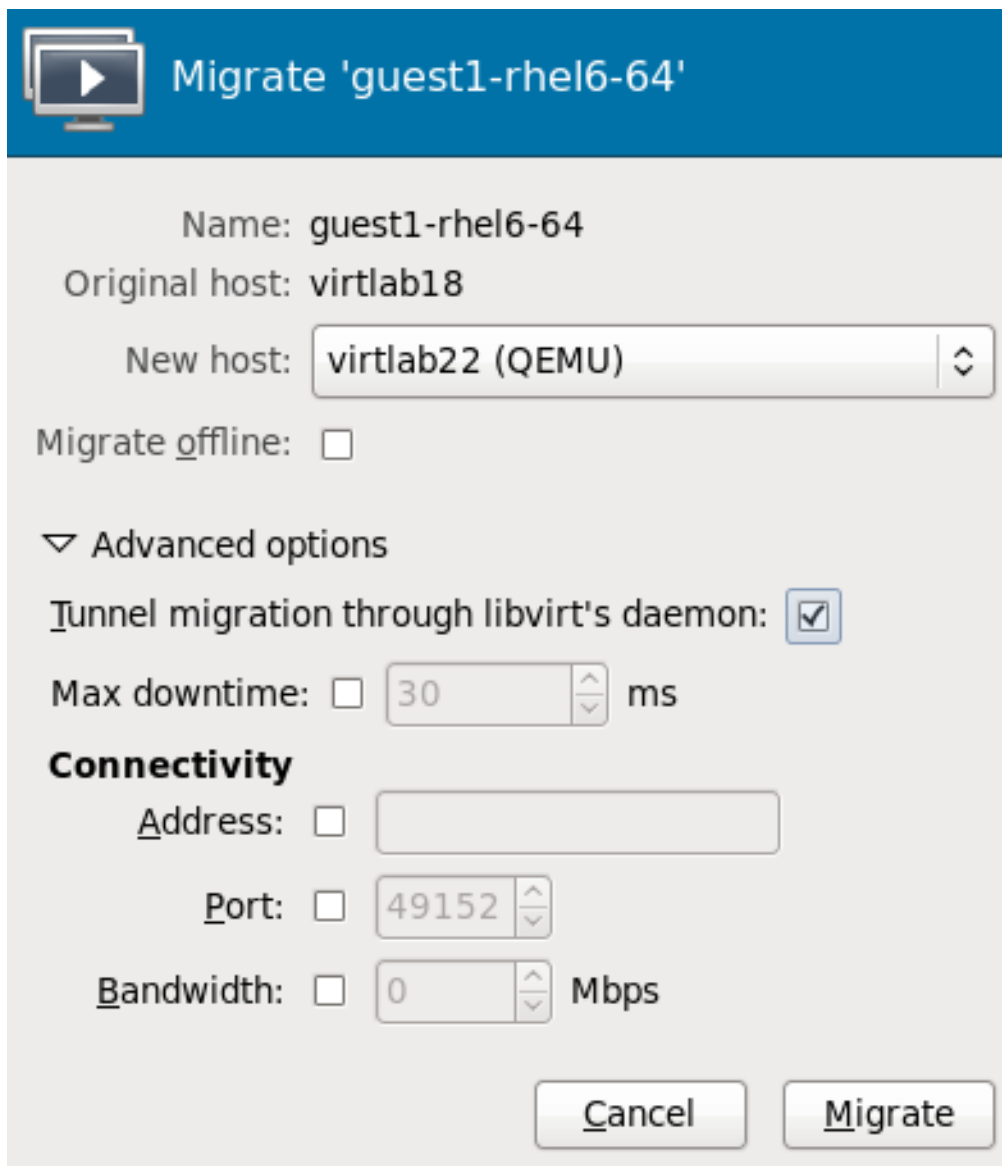 Migrate 'guest1-rhel6-64'
Name: guest1-rhel6-64
Original host: virtlab18
New host: virtlab22 (QEMU)
Migrate offline:
Advanced options
Tunnel migration through libvirt's daemon:
Max downtime: 30 ms
Connectivity
Address:
Port: 49152
Bandwidth: 0 Mbps
Cancel Migrate